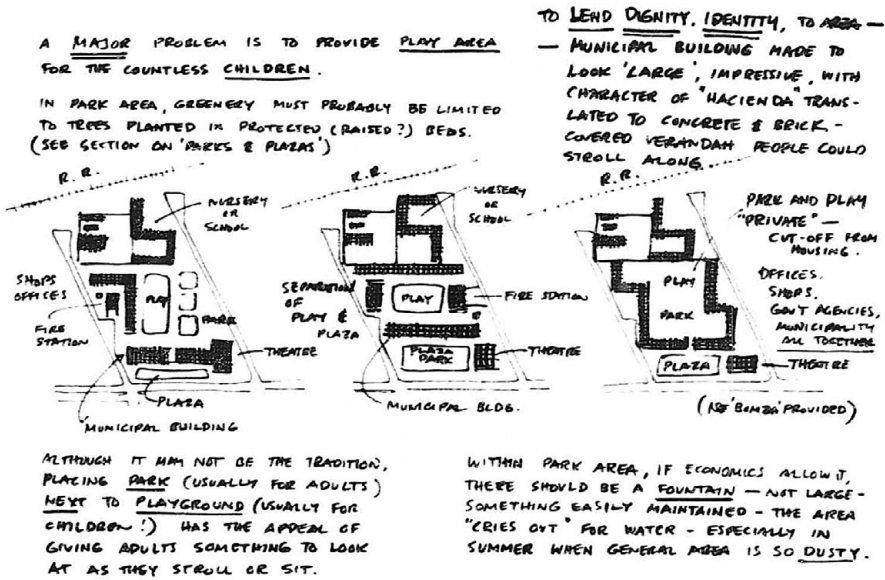 A MAJOR PROBLEM IS TO PROVIDE PLAY AREA
FOR THE COUNTLESS CHILDREN.
IN PARK AREA, GREENERY MUST PROBABLY BE LIMITED
TO TREES PLANTED IN PROTECTED (RAISED?) BEDS.
(SEE SECTION ON 'PARKS & PLAZAS')
TO LEND DIGNITY, IDENTITY, TO AREA —
— MUNICIPAL BUILDING MADE TO
LOOK 'LARGE', IMPRESSIVE, WITH
CHARACTER OF "HACIENDA" TRANS-
LATED TO CONCRETE & BRICK -
COVERED VERANDAH PEOPLE COULD
STROLL ALONG.
R.R.
NURSERY
OR
SCHOOL
SHOPS
OFFICES
PLAY
PARK
FIRE
STATION
THEATRE
PLAZA
MUNICIPAL BUILDING
R.R.
NURSERY
OR
SCHOOL
SEPARATION
OF
PLAY &
PLAZA
PLAY
FIRE STATION
PLAZA
PARK
THEATRE
MUNICIPAL BLDG.
R.R.
PARK AND PLAY
"PRIVATE" —
CUT-OFF FROM
HOUSING.
PLAY
PARK
OFFICES.
SHOPS.
GOV'T AGENCIES,
MUNICIPALITY
ALL TOGETHER
PLAZA
THEATRE
'BOMBA' PROVIDED)
ALTHOUGH IT MAY NOT BE THE TRADITION,
PLACING PARK (USUALLY FOR ADULTS)
NEXT TO PLAYGROUND (USUALLY FOR
CHILDREN!) HAS THE APPEAL OF
GIVING ADULTS SOMETHING TO LOOK
AT AS THEY STROLL OR SIT.
WITHIN PARK AREA, IF ECONOMICS ALLOW IT,
THERE SHOULD BE A FOUNTAIN — NOT LARGE -
SOMETHING EASILY MAINTAINED - THE AREA
"CRIES OUT" FOR WATER - ESPECIALLY IN
SUMMER WHEN GENERAL AREA IS SO DUSTY.